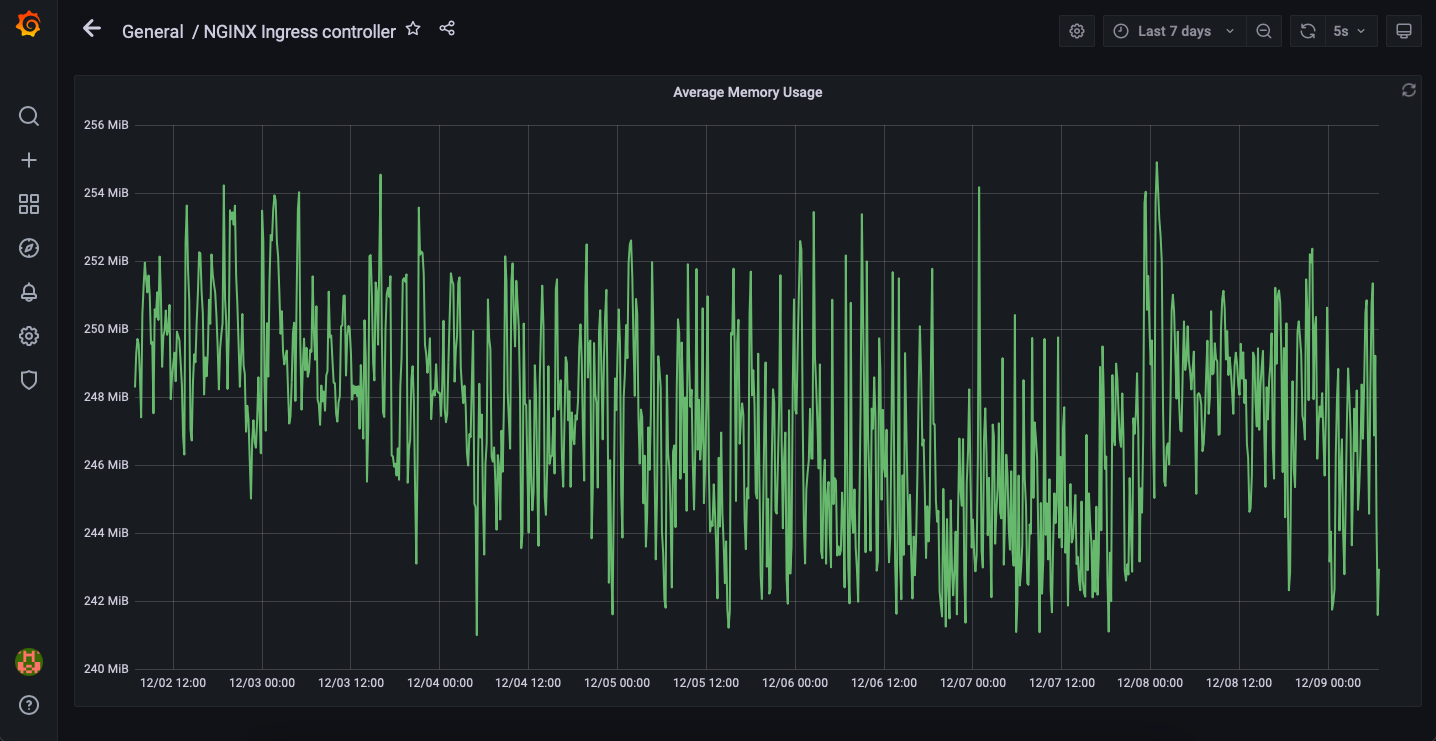 General / NGINX Ingress controller
Last 7 days
5s
Average Memory Usage
256 MiB
254 MiB
252 MiB
250 MiB
248 MiB
246 MiB
244 MiB
242 MiB
240 MiB
12/02 12:00 12/03 00:00 12/03 12:00 12/04 00:00 12/04 12:00 12/05 00:00 12/05 12:00 12/06 00:00 12/06 12:00 12/07 00:00 12/07 12:00 12/08 00:00 12/08 12:00 12/09 00:00